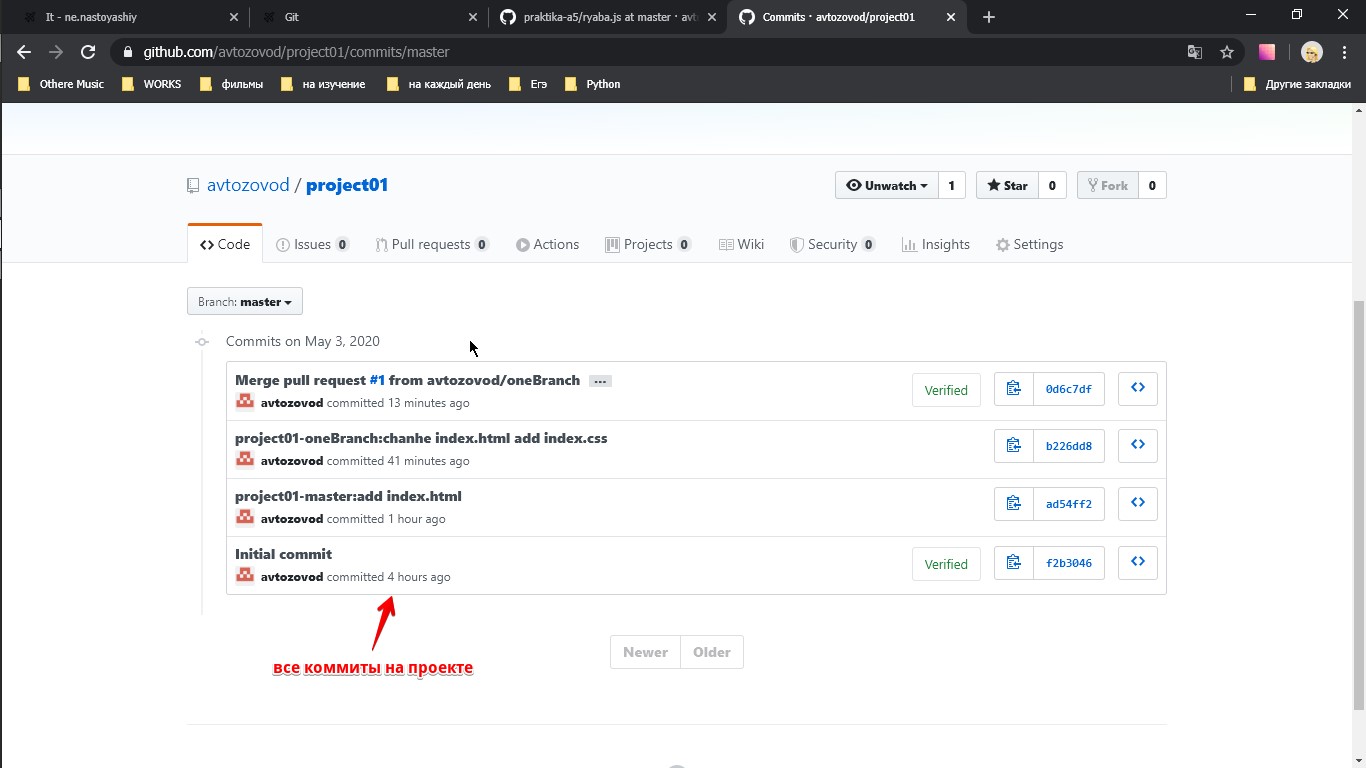 It - ne.nastoyashiy
Git
praktika-a5/ryaba.js at master · avto
Commits · avtozovod/project01
github.com/avtozovod/project01/commits/master
Othere Music
WORKS
фильмы
на изучение
на каждый день
Егэ
Python
Другие закладки
avtozovod / project01
Unwatch 1
Star 0
Fork 0
Code
Issues 0
Pull requests 0
Actions
Projects 0
Wiki
Security 0
Insights
Settings
Branch: master
Commits on May 3, 2020
Merge pull request #1 from avtozovod/oneBranch ...
avtozovod committed 13 minutes ago
Verified
0d6c7df
project01-oneBranch:chanhe index.html add index.css
avtozovod committed 41 minutes ago
b226dd8
project01-master:add index.html
avtozovod committed 1 hour ago
ad54ff2
Initial commit
avtozovod committed 4 hours ago
Verified
f2b3046
все коммиты на проекте
Newer
Older